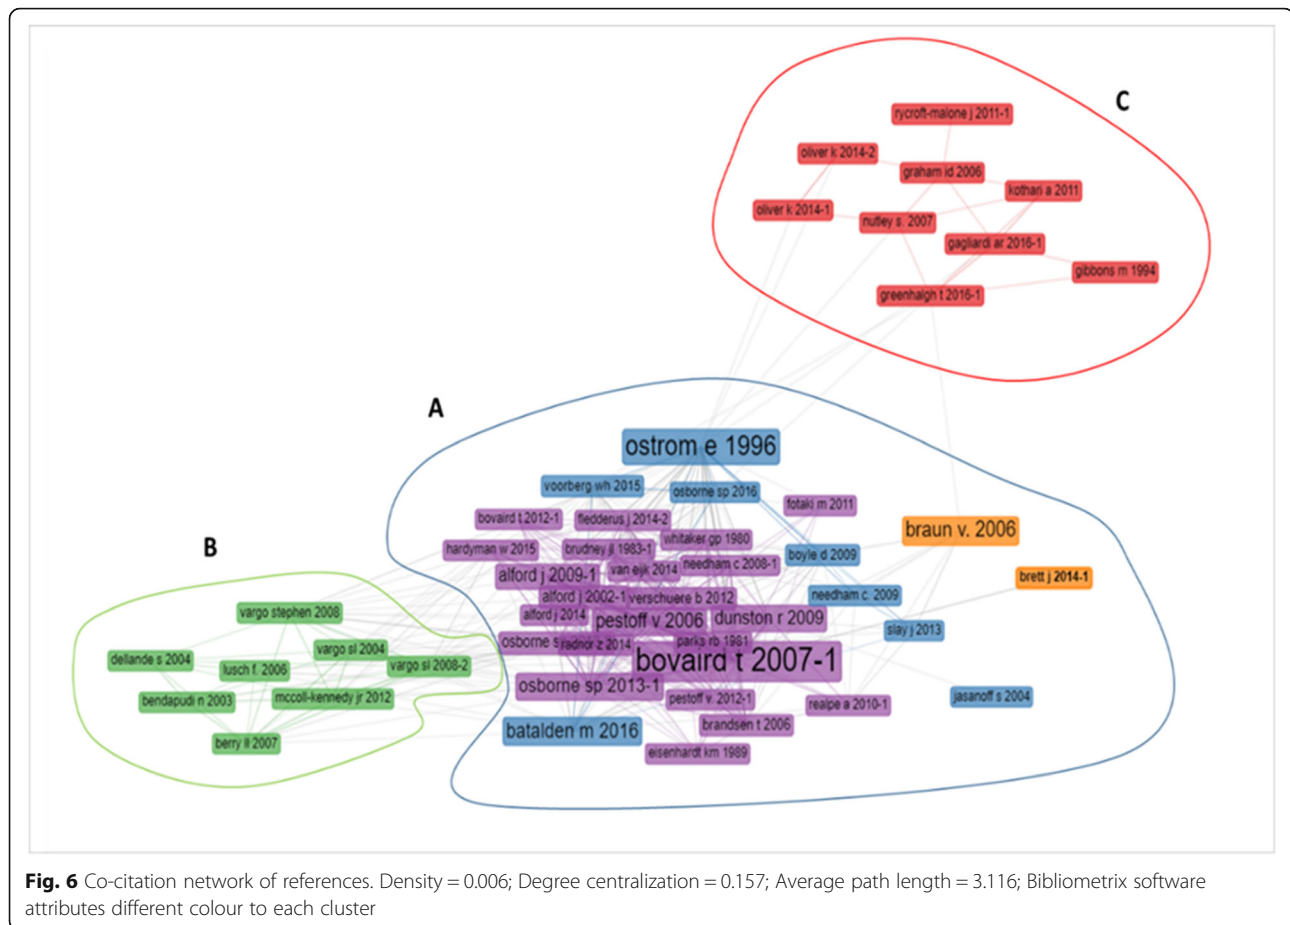 C
rycroft-malone j 2011-1
oliver k 2014-2
graham id 2006
kothari a 2011
oliver k 2014-1
nutley s. 2007
gagliardi ar 2016-1
gibbons m 1994
greenhalgh t 2016-1
A
ostrom e 1996
voorberg wh 2015
osborne sp 2016
fotaki m 2011
bovaird t 2012-1
fledderus j 2014-2
braun v. 2006
whitaker gp 1980
hardyman w 2015
brudney jl 1983-1
boyle d 2009
B
van eijk 2014
needham c 2008-1
alford j 2009-1
brett j 2014-1
alford j 2002-1
verschuere b 2012
needham c. 2009
vargo stephen 2008
alford j 2014
pestoff v 2006
dunston r 2009
slay j 2013
osborne s
radnor z 2014
parks rb 1981
vargo sl 2004
dellande s 2004
lusch f. 2006
vargo sl 2008-2
bovaird t 2007-1
osborne sp 2013-1
bendapudi n 2003
mccoll-kennedy jr 2012
pestoff v. 2012-1
realpe a 2010-1
jasanoff s 2004
batalden m 2016
brandsen t 2006
berry ll 2007
eisenhardt km 1989
Fig. 6 Co-citation network of references. Density = 0.006; Degree centralization = 0.157; Average path length = 3.116; Bibliometrix software
attributes different colour to each cluster